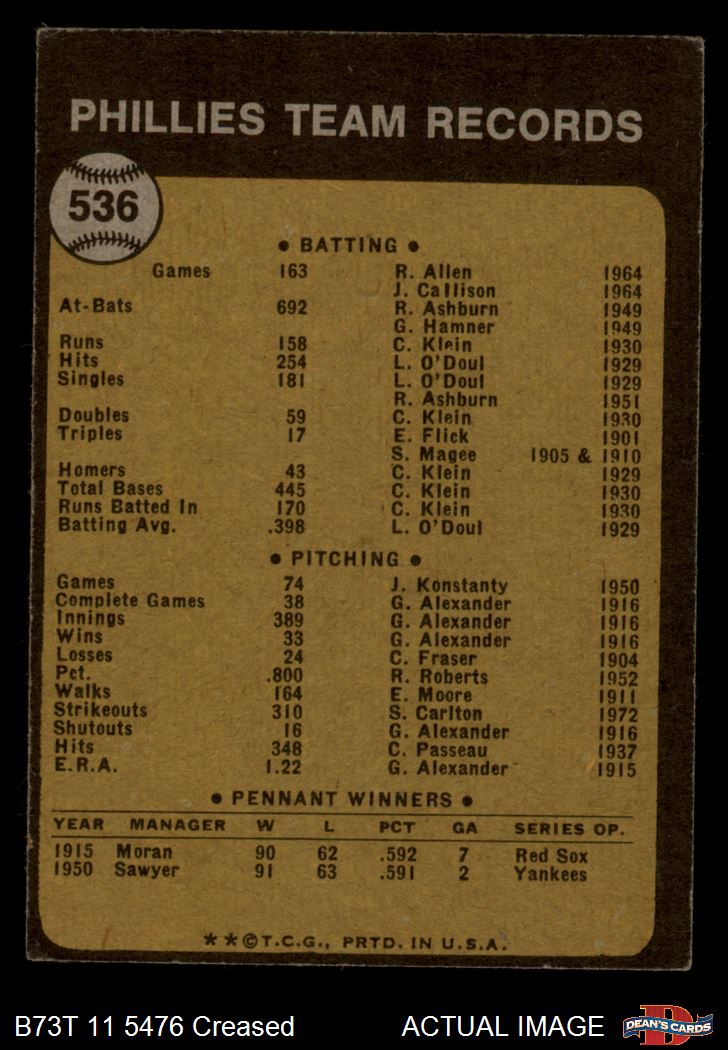 PHILLIES TEAM RECORDS
536
• BATTING •
Games 163 R. Allen 1964
J. Callison 1964
At-Bats 692 R. Ashburn 1949
G. Hamner 1949
Runs 158 C. Klein 1930
Hits 254 L. O'Doul 1929
Singles 181 L. O'Doul 1929
R. Ashburn 1951
Doubles 59 C. Klein 1930
Triples 17 E. Flick 1901
S. Magee 1905 & 1910
Homers 43 C. Klein 1929
Total Bases 445 C. Klein 1930
Runs Batted In 170 C. Klein 1930
Batting Avg. .398 L. O'Doul 1929
• PITCHING •
Games 74 J. Konstanty 1950
Complete Games 38 G. Alexander 1916
Innings 389 G. Alexander 1916
Wins 33 G. Alexander 1916
Losses 24 C. Fraser 1904
Pct. .800 R. Roberts 1952
Walks 164 E. Moore 1911
Strikeouts 310 S. Carlton 1972
Shutouts 16 G. Alexander 1916
Hits 348 C. Passeau 1937
E.R.A. 1.22 G. Alexander 1915
• PENNANT WINNERS •
YEAR MANAGER W L PCT GA SERIES OP.
1915 Moran 90 62 .592 7 Red Sox
1950 Sawyer 91 63 .591 2 Yankees
**©T.C.G., PRTD. IN U.S.A.
B73T 11 5476 Creased ACTUAL IMAGE D DEAN'S CARDS